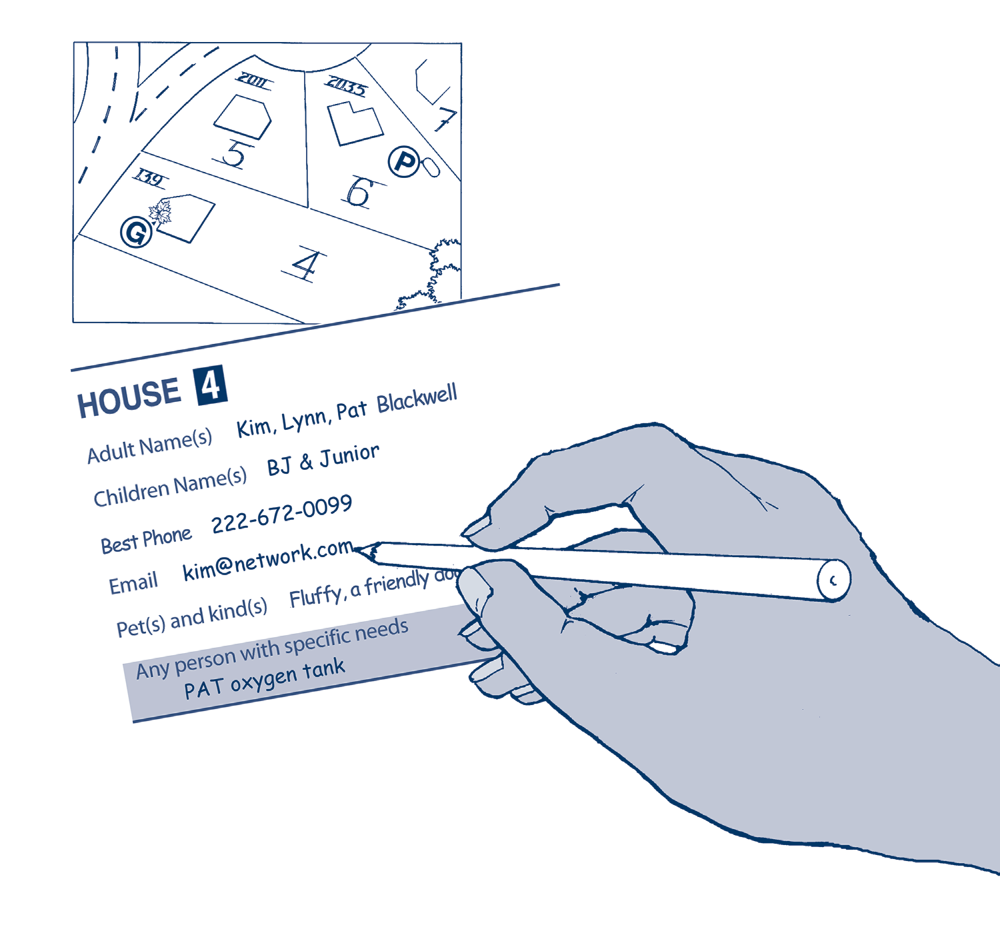 2011
2035
7
5
P
139
6
G
4
HOUSE 4
Adult Name(s) Kim, Lynn, Pat Blackwell
Children Name(s) BJ & Junior
Best Phone 222-672-0099
Email kim@network.com
Pet(s) and kind(s) Fluffy, a friendly do
Any person with specific needs
PAT oxygen tank